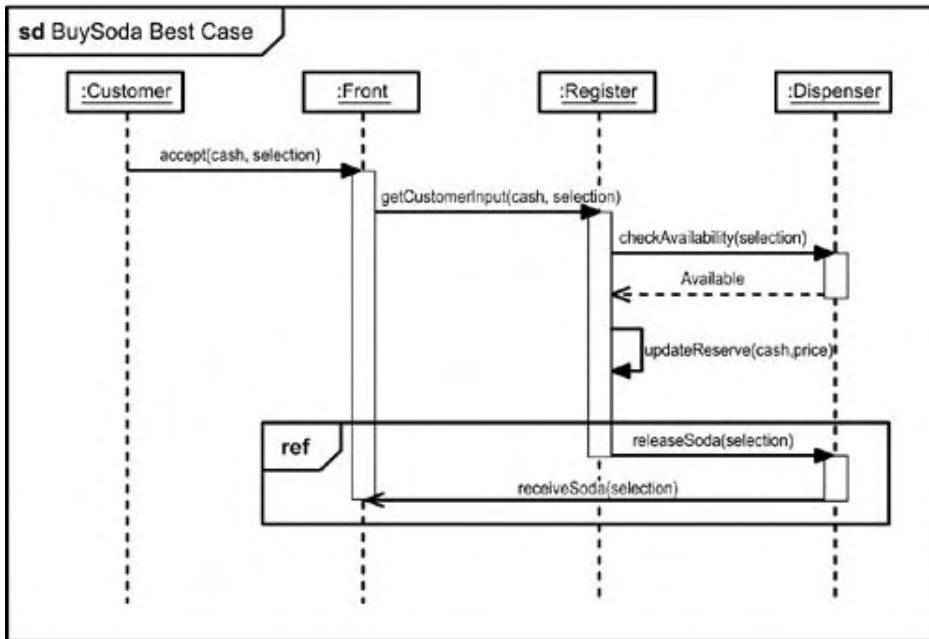 sd BuySoda Best Case
:Customer
:Front
:Register
:Dispenser
accept(cash, selection)
getCustomerInput(cash, selection)
checkAvailability(selection)
Available
updateReserve(cash,price)
ref
releaseSoda(selection)
receiveSoda(selection)